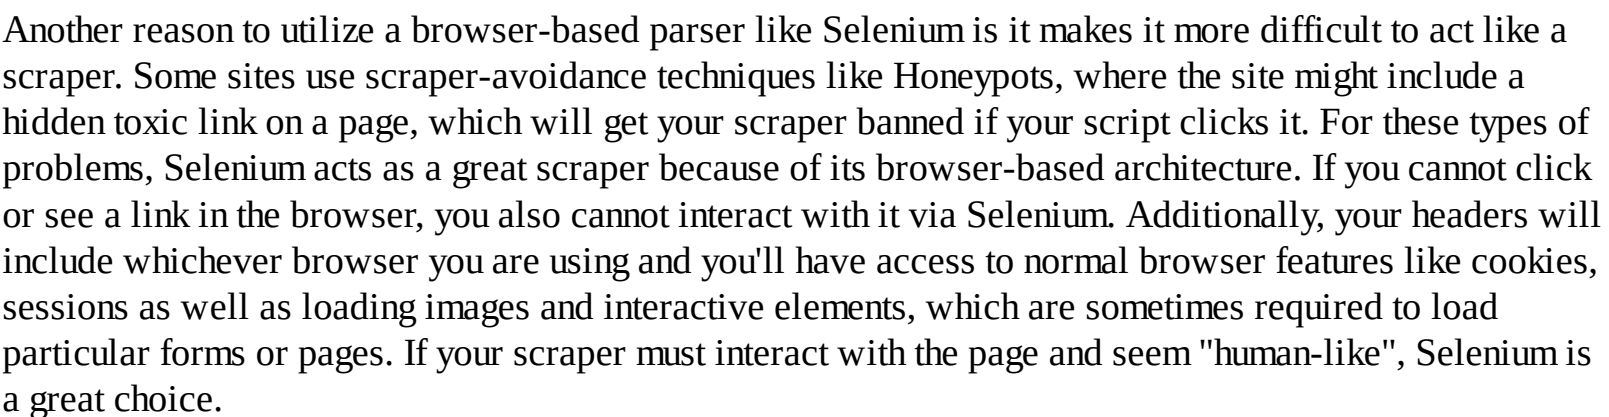 Another reason to utilize a browser-based parser like Selenium is it makes it more difficult to act like a
scraper. Some sites use scraper-avoidance techniques like Honeypots, where the site might include a
hidden toxic link on a page, which will get your scraper banned if your script clicks it. For these types of
problems, Selenium acts as a great scraper because of its browser-based architecture. If you cannot click
or see a link in the browser, you also cannot interact with it via Selenium. Additionally, your headers will
include whichever browser you are using and you'll have access to normal browser features like cookies,
sessions as well as loading images and interactive elements, which are sometimes required to load
particular forms or pages. If your scraper must interact with the page and seem "human-like", Selenium is
a great choice.